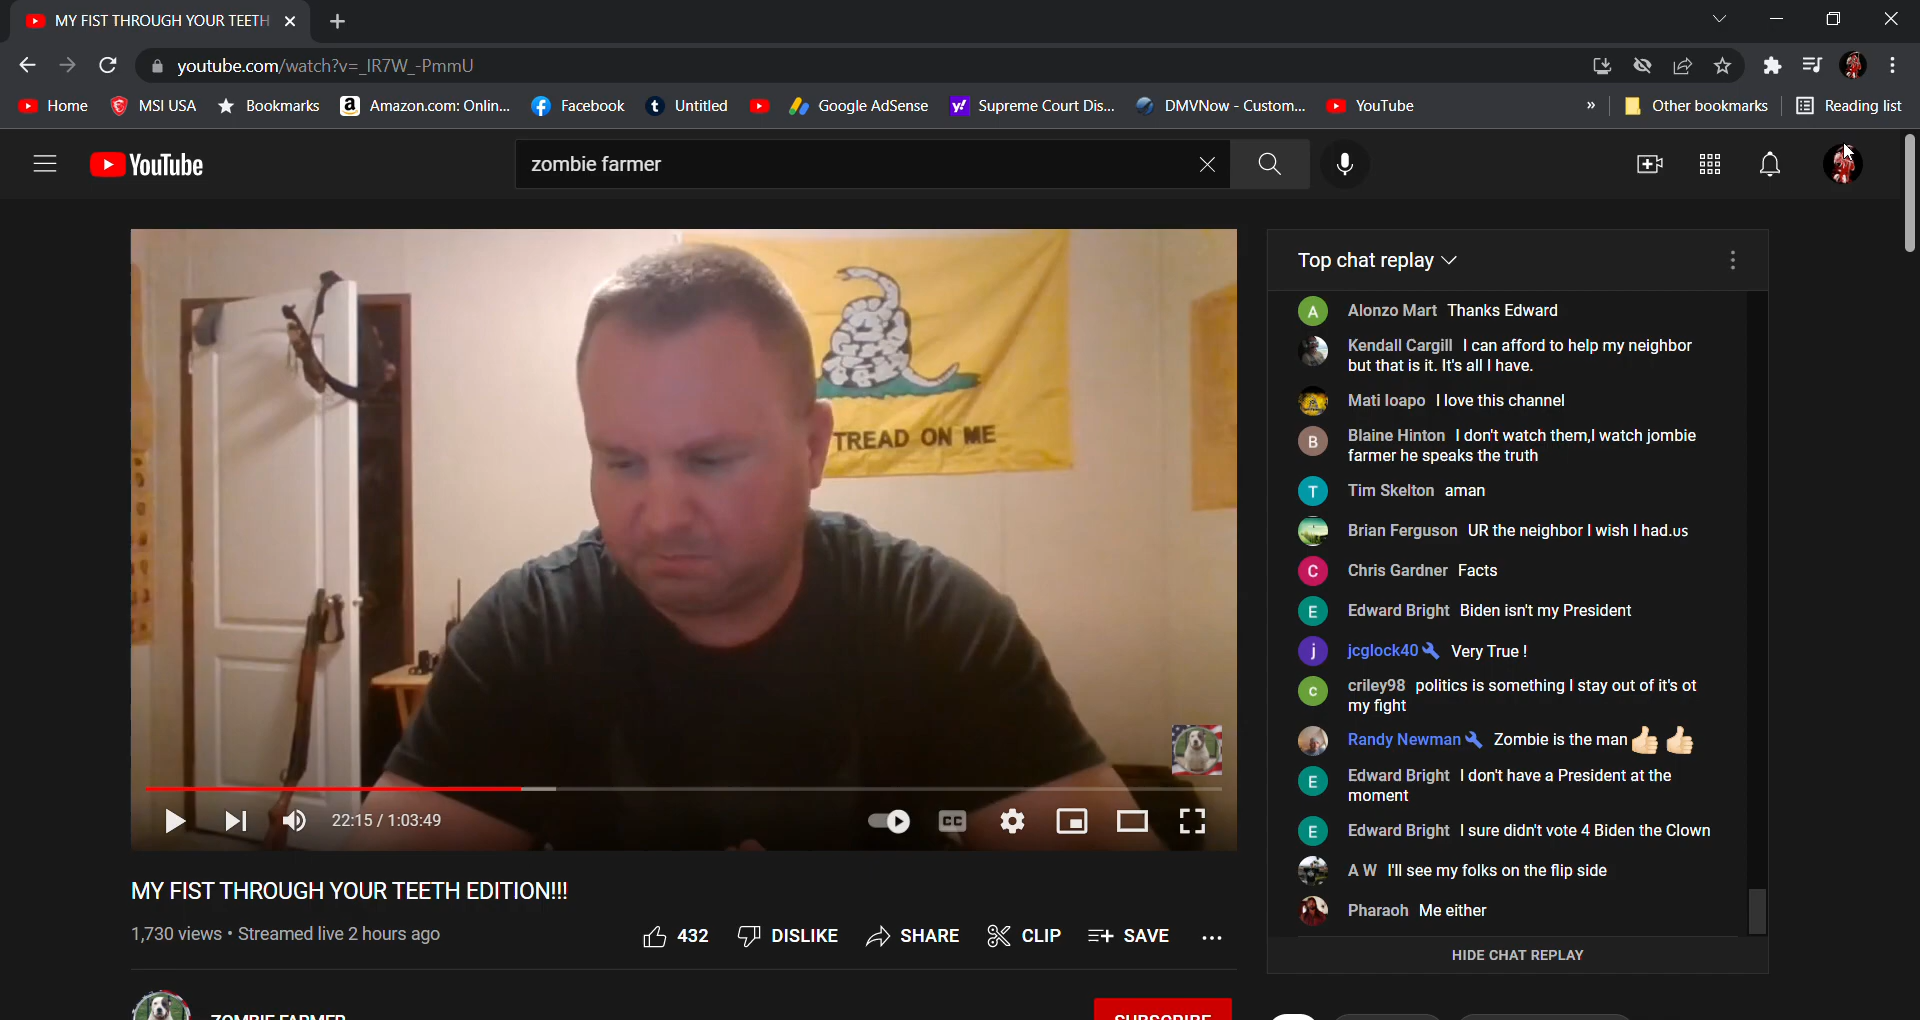 MY FIST THROUGH YOUR TEETH
youtube.com/watch?v=_IR7W_-PmmU
Home MSI USA Bookmarks Amazon.com: Onlin... Facebook Untitled Google AdSense Supreme Court Dis... DMVNow - Custom... YouTube » Other bookmarks Reading list
YouTube
zombie farmer
TREAD ON ME
22:15 / 1:03:49
CC
MY FIST THROUGH YOUR TEETH EDITION!!!
1,730 views • Streamed live 2 hours ago
432 DISLIKE SHARE CLIP SAVE
ZOMBIE FARMER
SUBSCRIBE
Top chat replay
A Alonzo Mart Thanks Edward
Kendall Cargill I can afford to help my neighbor
but that is it. It's all I have.
Mati Ioapo I love this channel
B Blaine Hinton I don't watch them,I watch jombie
farmer he speaks the truth
T Tim Skelton aman
Brian Ferguson UR the neighbor I wish I had.us
C Chris Gardner Facts
E Edward Bright Biden isn't my President
j jcglock40 Very True !
c criley98 politics is something I stay out of it's ot
my fight
Randy Newman Zombie is the man👍👍
E Edward Bright I don't have a President at the
moment
E Edward Bright I sure didn't vote 4 Biden the Clown
A W I'll see my folks on the flip side
Pharaoh Me either
HIDE CHAT REPLAY